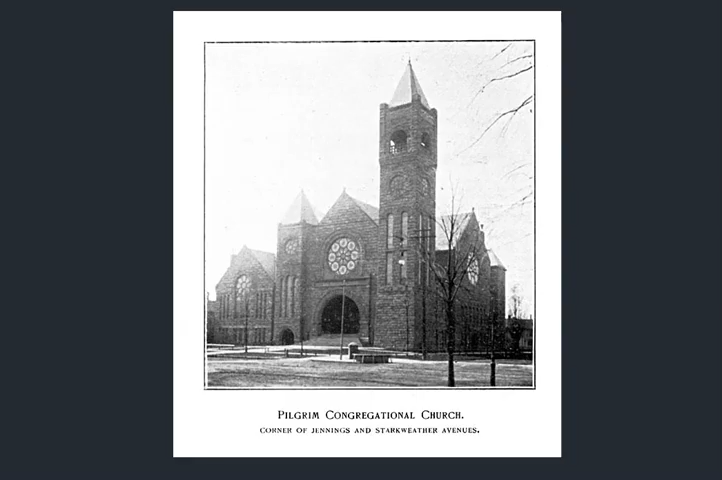 Pilgrim Congregational Church.
Corner of Jennings and Starkweather Avenues.